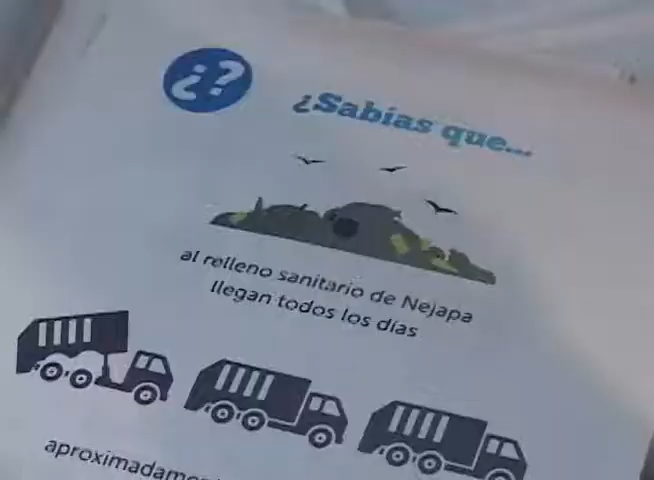 ¿?
¿Sabías que...
al relleno sanitario de Nejapa
llegan todos los días